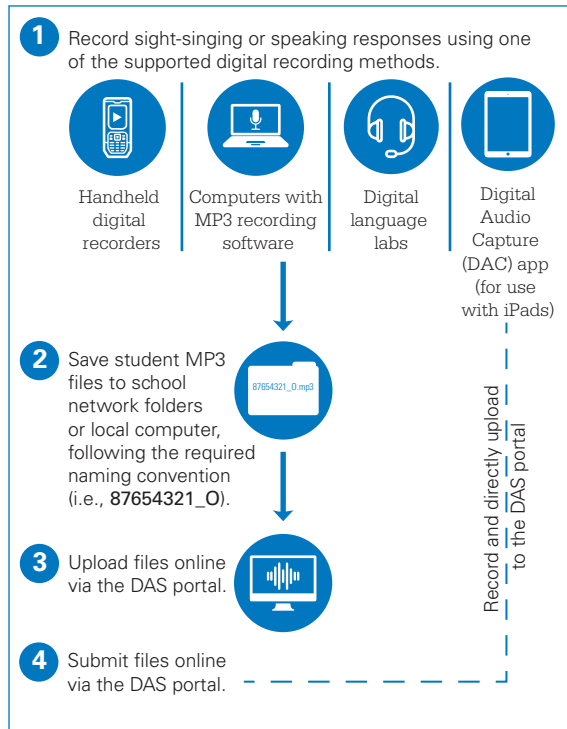 1 Record sight-singing or speaking responses using one
of the supported digital recording methods.
Handheld
digital
recorders
Computers with
MP3 recording
software
Digital
language
labs
Digital
Audio
Capture
(DAC) app
(for use
with iPads)
2 Save student MP3
files to school
network folders
or local computer,
following the required
naming convention
(i.e., 87654321_O).
87654321_O.mp3
Record and directly upload
to the DAS portal
3 Upload files online
via the DAS portal.
4 Submit files online
via the DAS portal.